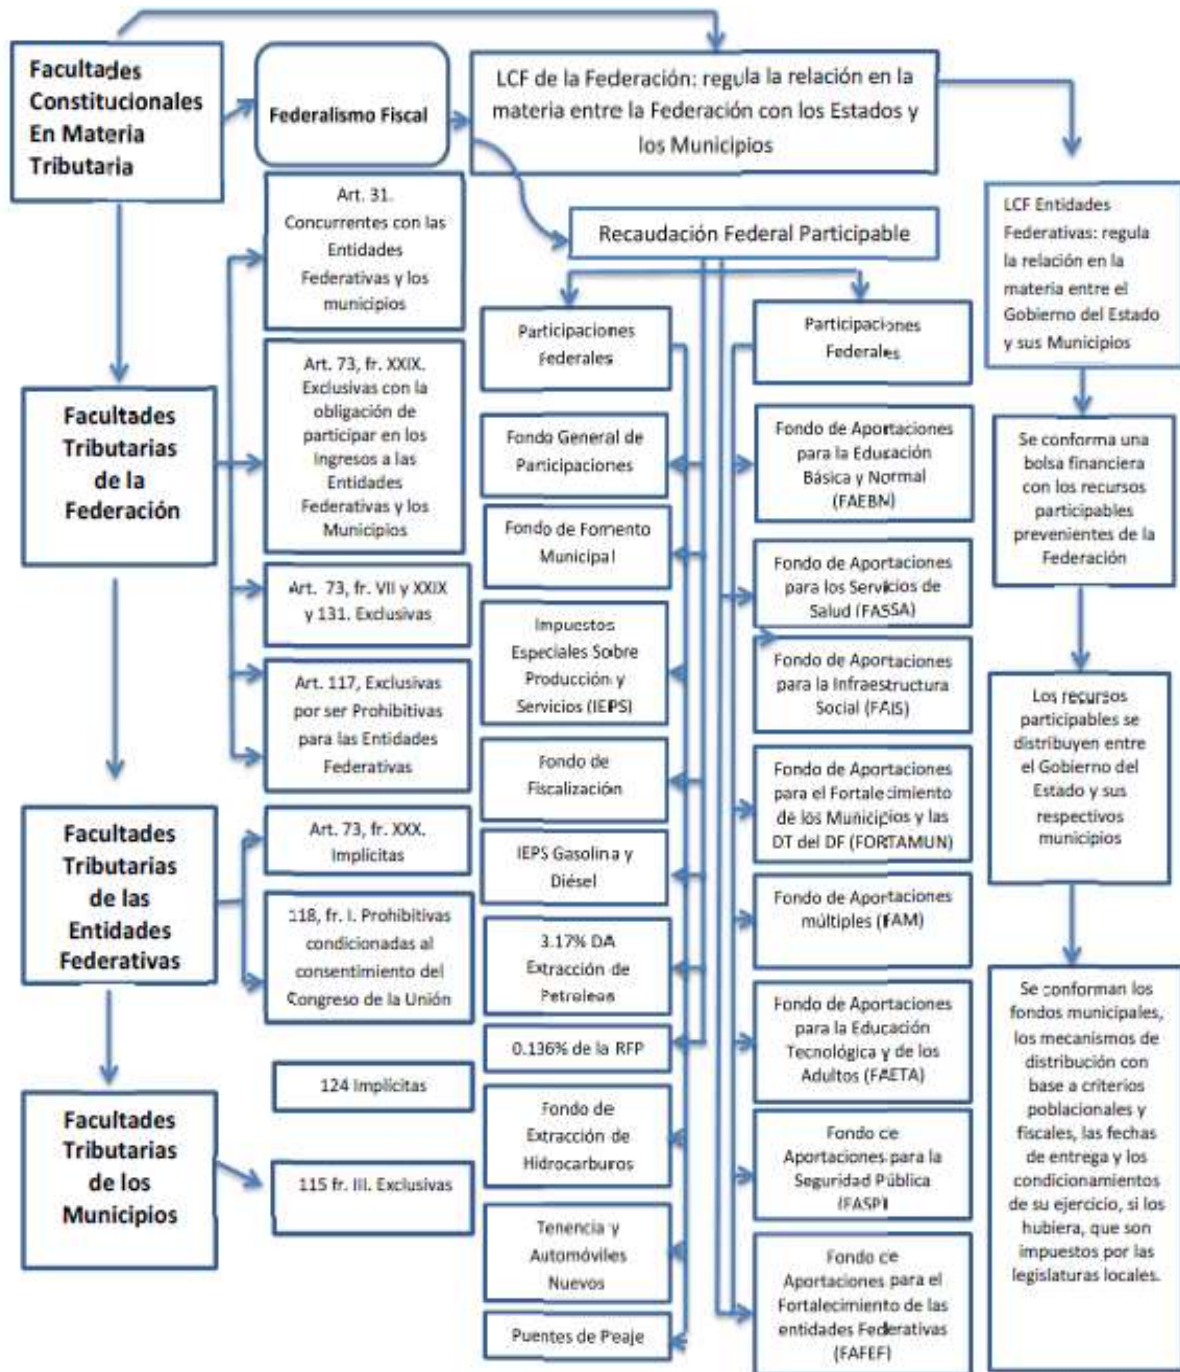 Facultades
Constitucionales
En Materia
Tributaria
Federalismo Fiscal
LCF de la Federación: regula la relación en la
materia entre la Federación con los Estados y
los Municipios
LCF Entidades
Federativas: regula
la relación en la
materia entre el
Gobierno del Estado
y sus Municipios
Art. 31.
Concurrentes con las
Entidades
Federativas y los
municipios
Recaudación Federal Participable
Participaciones
Federales
Participaciones
Federales
Facultades
Tributarias
de la
Federación
Art. 73, fr. XXIX.
Exclusivas con la
obligación de
participar en los
Ingresos a las
Entidades
Federativas y los
Municipios
Art. 73, fr. VII y XXIX
y 131. Exclusivas
Art. 117, Exclusivas
por ser Prohibitivas
para las Entidades
Federativas
Fondo General de
Participaciones
Fondo de Fomento
Municipal
Impuestos
Especiales Sobre
Producción y
Servicios (IEPS)
Fondo de
Fiscalización
IEPS Gasolina y
Diésel
3.17% DA
Extracción de
Petroleos
0.136% de la RFP
Fondo de
Extracción de
Hidrocarburos
Tenencia y
Automóviles
Nuevos
Puentes de Peaje
Fondo de Aportaciones
para la Educación
Básica y Normal
(FAEBN)
Fondo de Aportaciones
para los Servicios de
Salud (FASSA)
Fondo de Aportaciones
para la Infraestructura
Social (FAIS)
Fondo de Aportaciones
para el Fortalecimiento
de los Municipios y las
DT del DF (FORTAMUN)
Fondo de Aportaciones
múltiples (FAM)
Fondo de Aportaciones
para la Educación
Tecnológica y de los
Adultos (FAETA)
Fondo de
Aportaciones para la
Seguridad Pública
(FASP)
Fondo de
Aportaciones para el
Fortalecimiento de las
entidades Federativas
(FAFEF)
Se conforma una
bolsa financiera
con los recursos
participables
prevenientes de la
Federación
Los recursos
participables se
distribuyen entre
el Gobierno del
Estado y sus
respectivos
municipios
Se conforman los
fondos municipales,
los mecanismos de
distribución con
base a criterios
poblacionales y
fiscales, las fechas
de entrega y los
condicionamientos
de su ejercicio, si los
hubiera, que son
impuestos por las
legislaturas locales.
Facultades
Tributarias
de las
Entidades
Federativas
Art. 73, fr. XXX.
Implícitas
118, fr. I. Prohibitivas
condicionadas al
consentimiento del
Congreso de la Unión
124 Implícitas
Facultades
Tributarias
de los
Municipios
115 fr. III. Exclusivas